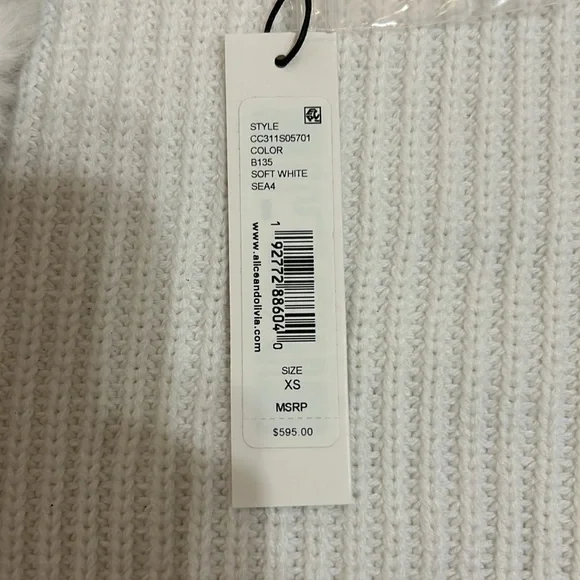 STYLE
CC311S05701
COLOR
B135
SOFT WHITE
SEA4
www.aliceandolivia.com
1 92772 88604 0
SIZE
XS
MSRP
$595.00